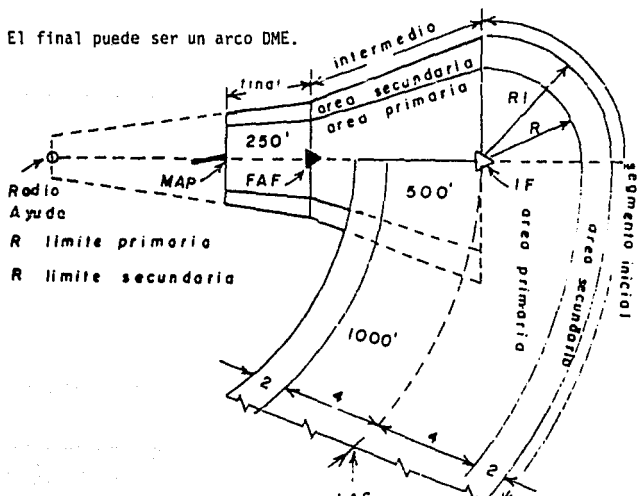 El final puede ser un arco DME.
intermedio
final
area secundaria
area primaria
R1
R
250'
MAP
FAF
500'
IF
Radio
Ayuda
R limite primaria
R limite secundaria
area primaria
area secundaria
segmento inicial
1000'
2
4
4
2